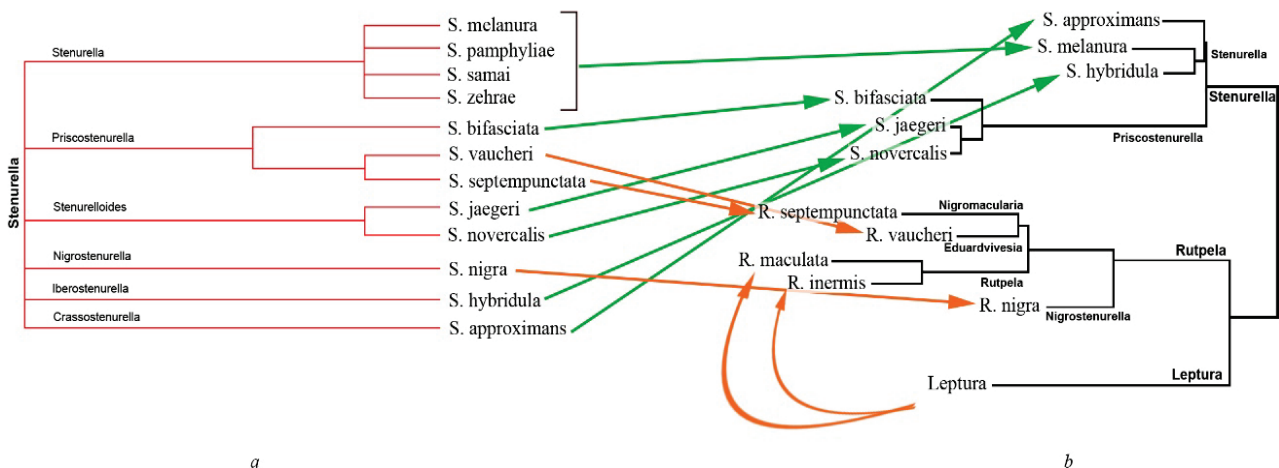 Stenurella
Stenurella
S. melanura
S. pamphyliae
S. samai
S. zehrae
Priscostenurella
S. bifasciata
S. vaucheri
S. septempunctata
Stenurelloides
S. jaegeri
S. novercalis
Nigrostenurella
S. nigra
Iberostenurella
S. hybridula
Crassostenurella
S. approximans
a
S. approximans
S. melanura
S. hybridula
Stenurella
Stenurella
S. bifasciata
S. jaegeri
S. novercalis
Priscostenurella
R. septempunctata
Nigromacularia
R. vaucheri
Eduardvivesia
R. maculata
R. inermis
Rutpela
Rutpela
R. nigra
Nigrostenurella
Leptura
Leptura
b